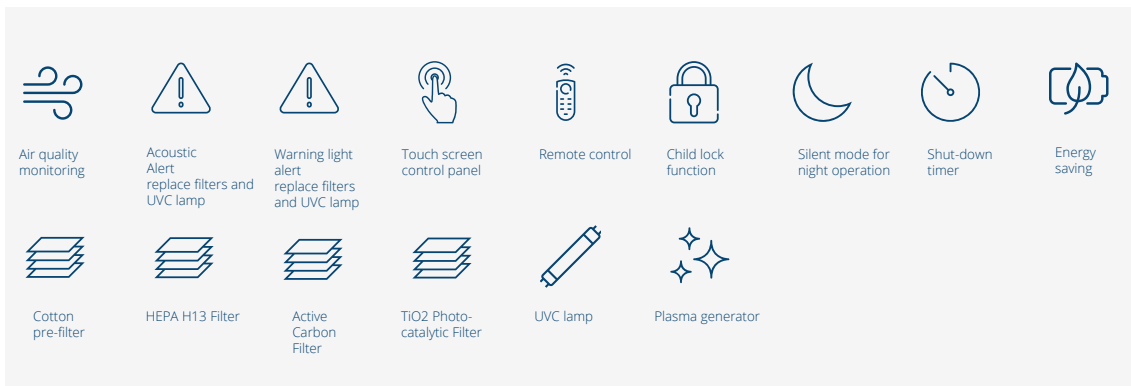 Air quality
monitoring
Acoustic
Alert
replace filters and
UVC lamp
Warning light
alert
replace filters
and UVC lamp
Touch screen
control panel
Remote control
Child lock
function
Silent mode for
night operation
Shut-down
timer
Energy
saving
Cotton
pre-filter
HEPA H13 Filter
Active
Carbon
Filter
TiO2 Photo-
catalytic Filter
UVC lamp
Plasma generator